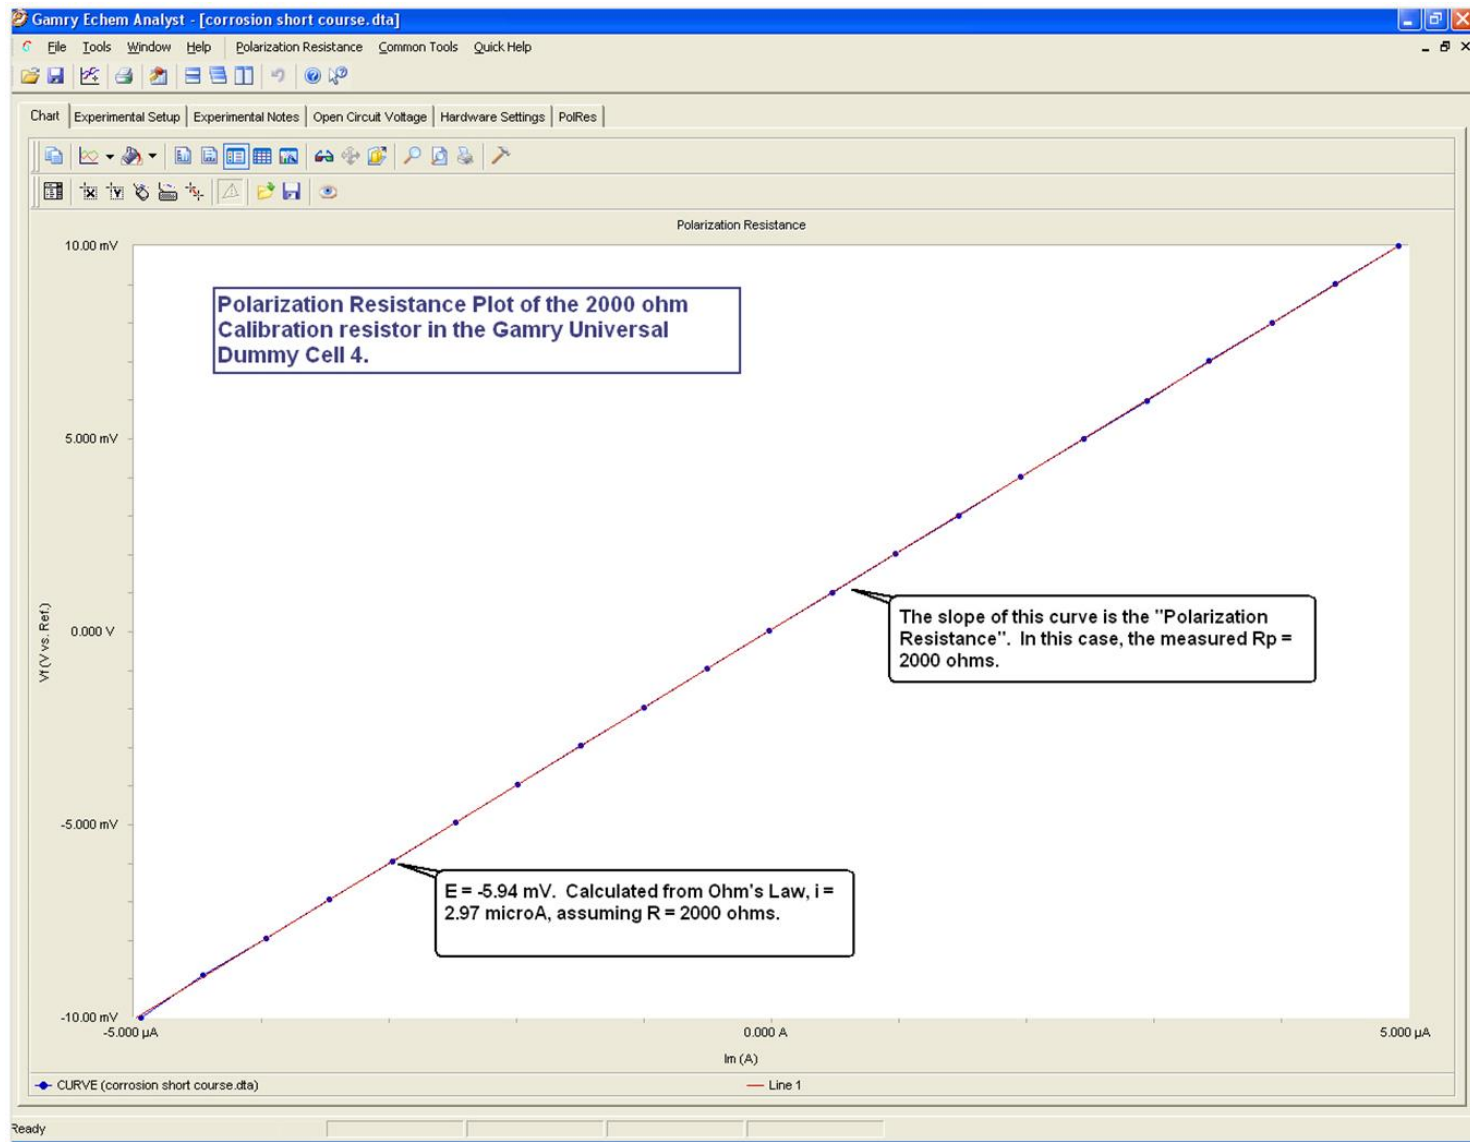 Gamry Echem Analyst - [corrosion short course.dta]
File Tools Window Help Polarization Resistance Common Tools Quick Help
Chart Experimental Setup Experimental Notes Open Circuit Voltage Hardware Settings PolRes
Polarization Resistance
10.00 mV
Polarization Resistance Plot of the 2000 ohm
Calibration resistor in the Gamry Universal
Dummy Cell 4.
5.000 mV
The slope of this curve is the "Polarization
Resistance". In this case, the measured Rp =
2000 ohms.
0.000 V
Vf (V vs. Ref.)
-5.000 mV
E = -5.94 mV. Calculated from Ohm's Law, i =
2.97 microA, assuming R = 2000 ohms.
-10.00 mV
-5.000 µA 0.000 A 5.000 µA
Im (A)
CURVE (corrosion short course.dta) Line 1
Ready